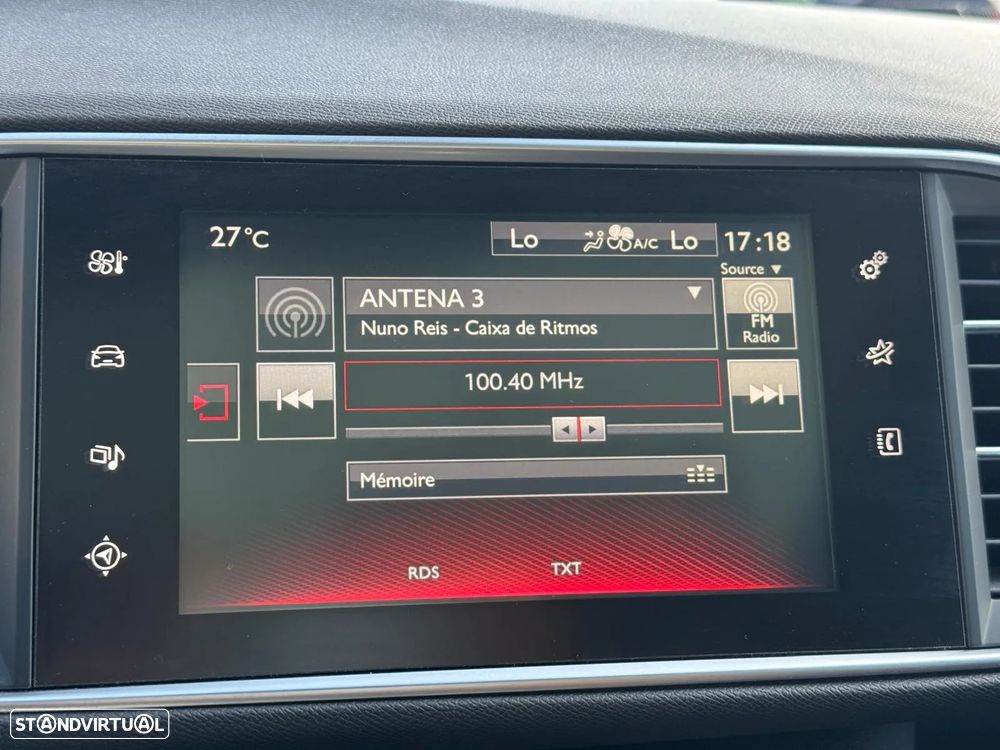 27°C
Lo A/C Lo 17:18
Source
ANTENA 3
Nuno Reis - Caixa de Ritmos
FM
Radio
100.40 MHz
Mémoire
RDS TXT
STANDVIRTUAL